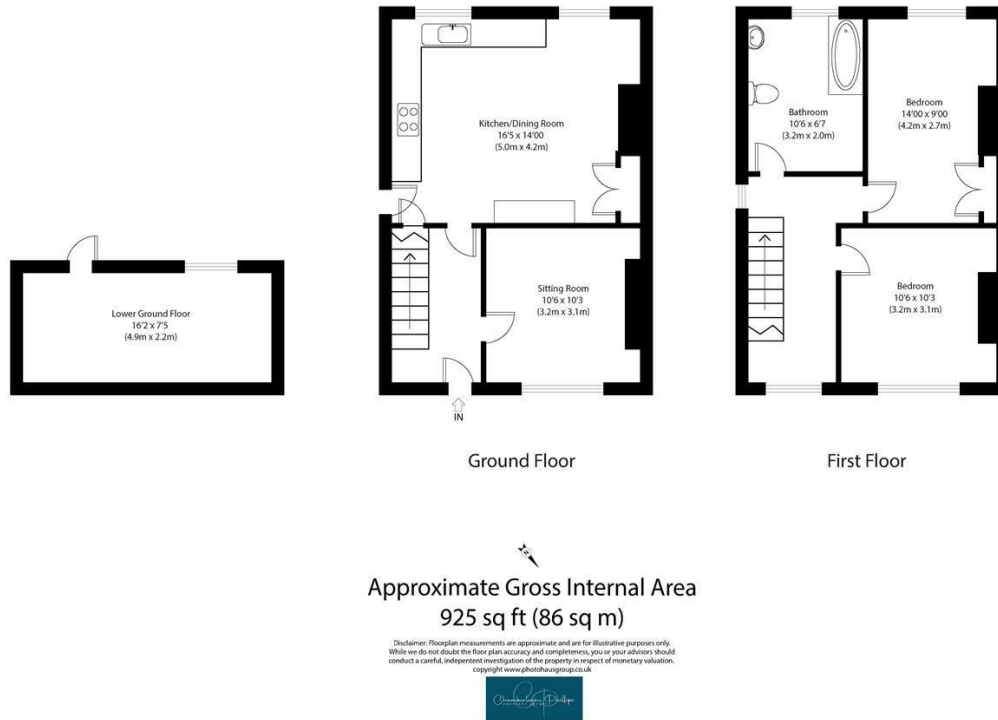 Kitchen/Dining Room
16'5 x 14'00
(5.0m x 4.2m)
Bathroom
10'6 x 6'7
(3.2m x 2.0m)
Bedroom
14'00 x 9'00
(4.2m x 2.7m)
Lower Ground Floor
16'2 x 7'5
(4.9m x 2.2m)
Sitting Room
10'6 x 10'3
(3.2m x 3.1m)
Bedroom
10'6 x 10'3
(3.2m x 3.1m)
IN
Ground Floor
First Floor
N
Approximate Gross Internal Area
925 sq ft (86 sq m)
Disclaimer: Floorplan measurements are approximate and are for illustrative purposes only.
While we do not doubt the floor plan accuracy and completeness, you or your advisors should
conduct a careful, independent investigation of the property in respect of monetary valuation.
copyright www.photohausgroup.co.uk
Chamberlain Phillips